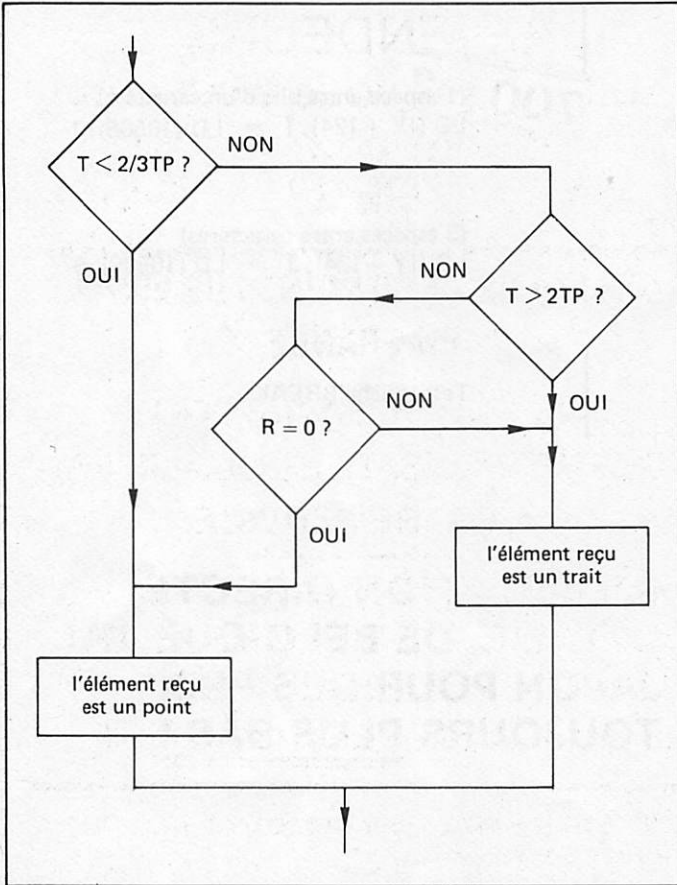 T < 2/3TP ?
NON
OUI
NON
T > 2TP ?
R = 0 ?
NON
OUI
OUI
l'élément reçu
est un trait
l'élément reçu
est un point